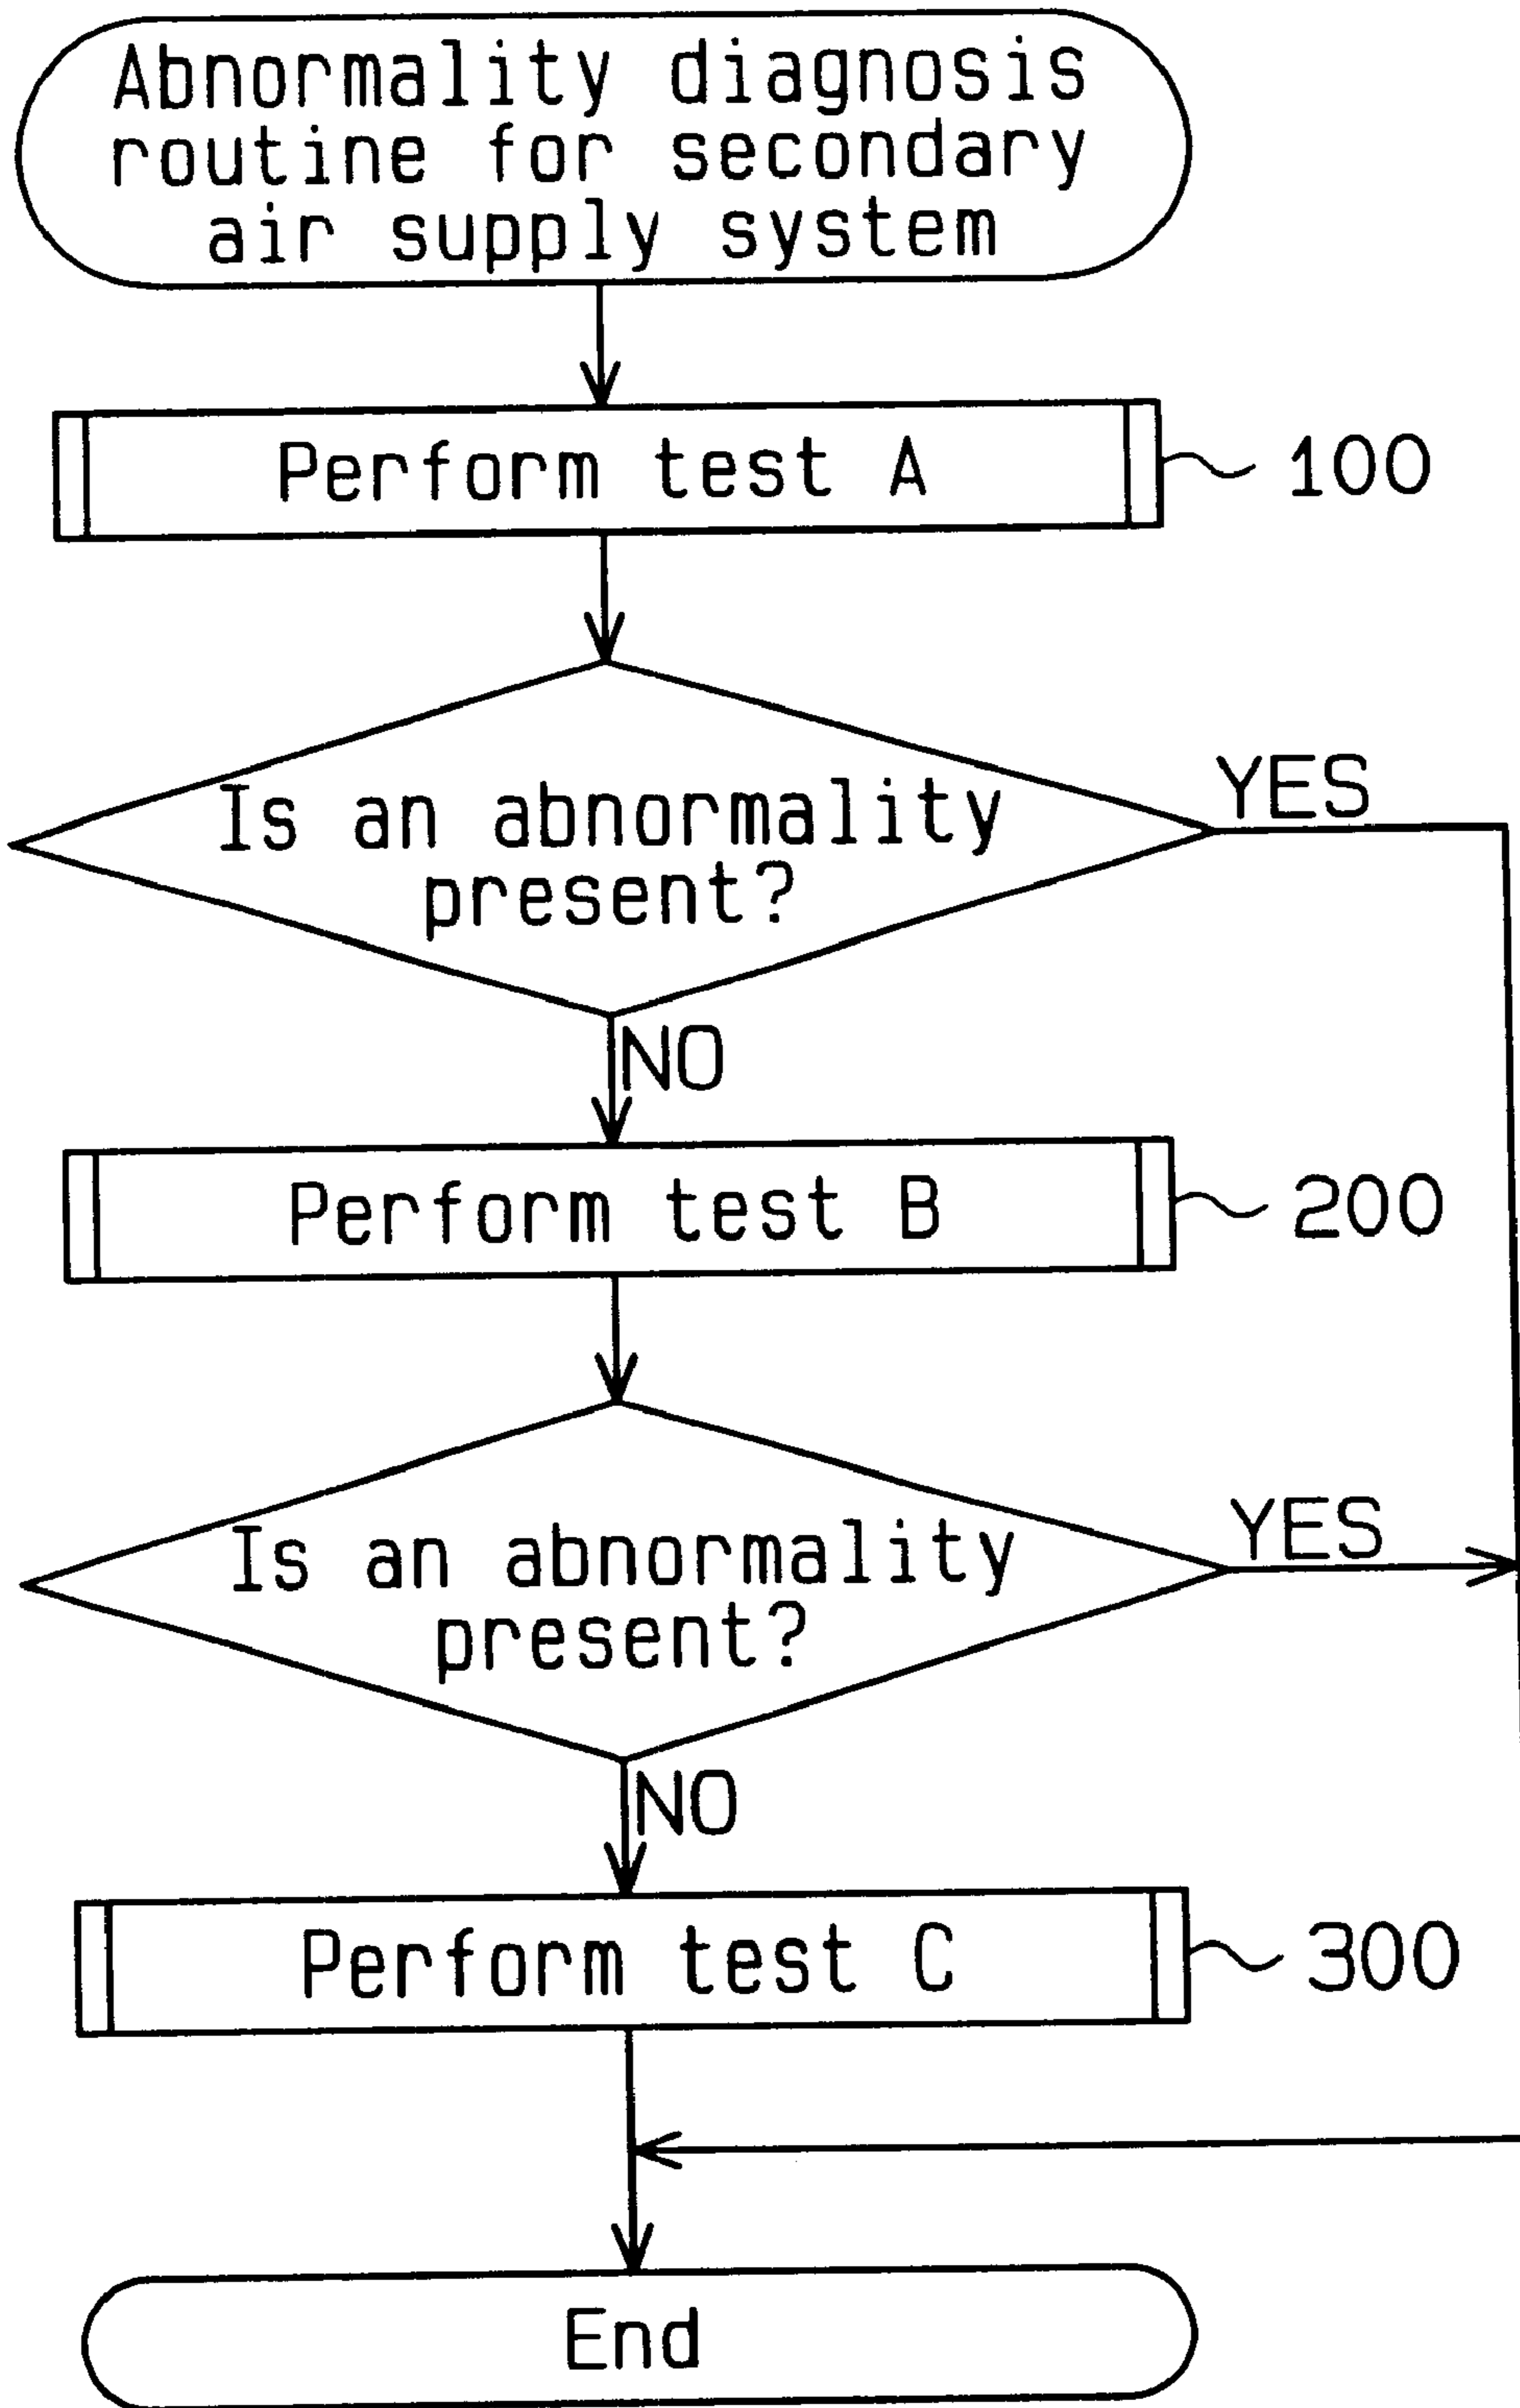 Abnormality diagnosis
routine for secondary
air supply system
Perform test A
100
Is an abnormality
present?
YES
NO
Perform test B
200
Is an abnormality
present?
YES
NO
Perform test C
300
End